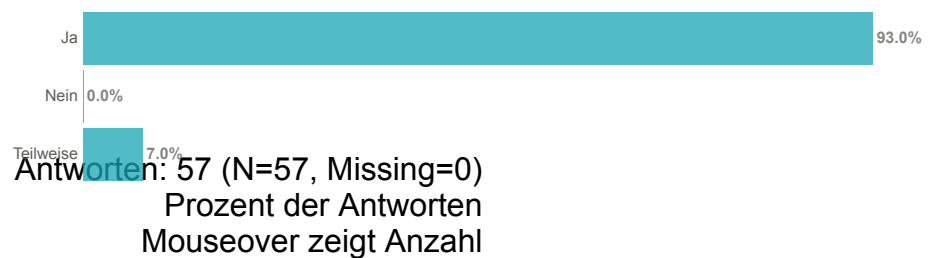 Ja 93.0%
Nein 0.0%
Teilweise 7.0%
Antworten: 57 (N=57, Missing=0)
Prozent der Antworten
Mouseover zeigt Anzahl